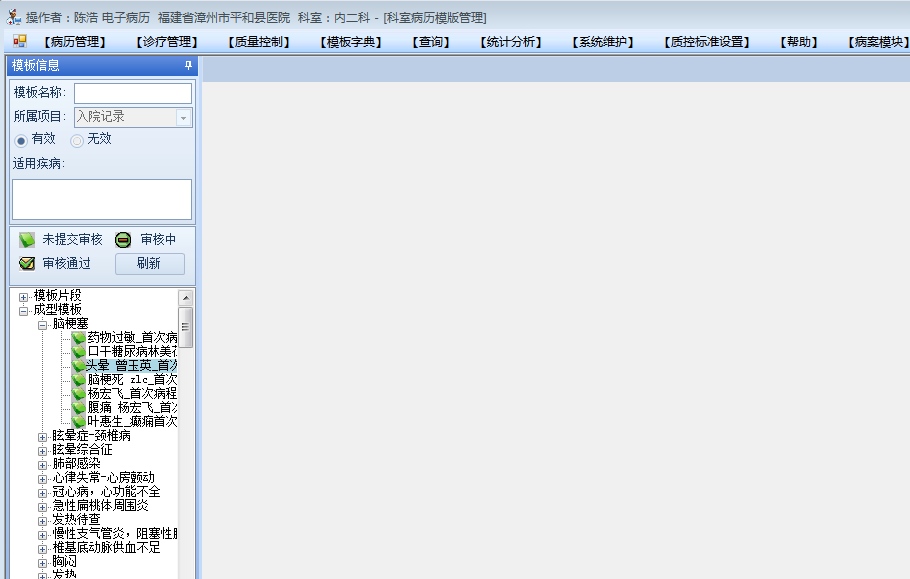 操作者：陈浩 电子病历 福建省漳州市平和县医院 科室：内二科 - [科室病历模版管理]
【病历管理】 【诊疗管理】 【质量控制】 【模板字典】 【查询】 【统计分析】 【系统维护】 【质控标准设置】 【帮助】 【病案模块】
模板信息
模板名称:
所属项目: 入院记录
有效 无效
适用疾病:
未提交审核 审核中
审核通过 刷新
模板片段
成型模板
脑梗塞
药物过敏_首次病
口干糖尿病林美
头晕 曾玉英_首次
脑梗死 zlc_首次
杨宏飞_首次病程
腹痛 杨宏飞_首次
叶惠生_癫痫首次
眩晕症-颈椎病
眩晕综合征
肺部感染
心律失常-心房颤动
冠心病，心功能不全
急性扁桃体周围炎
发热待查
慢性支气管炎，阻塞性
椎基底动脉供血不足
胸闷
发热